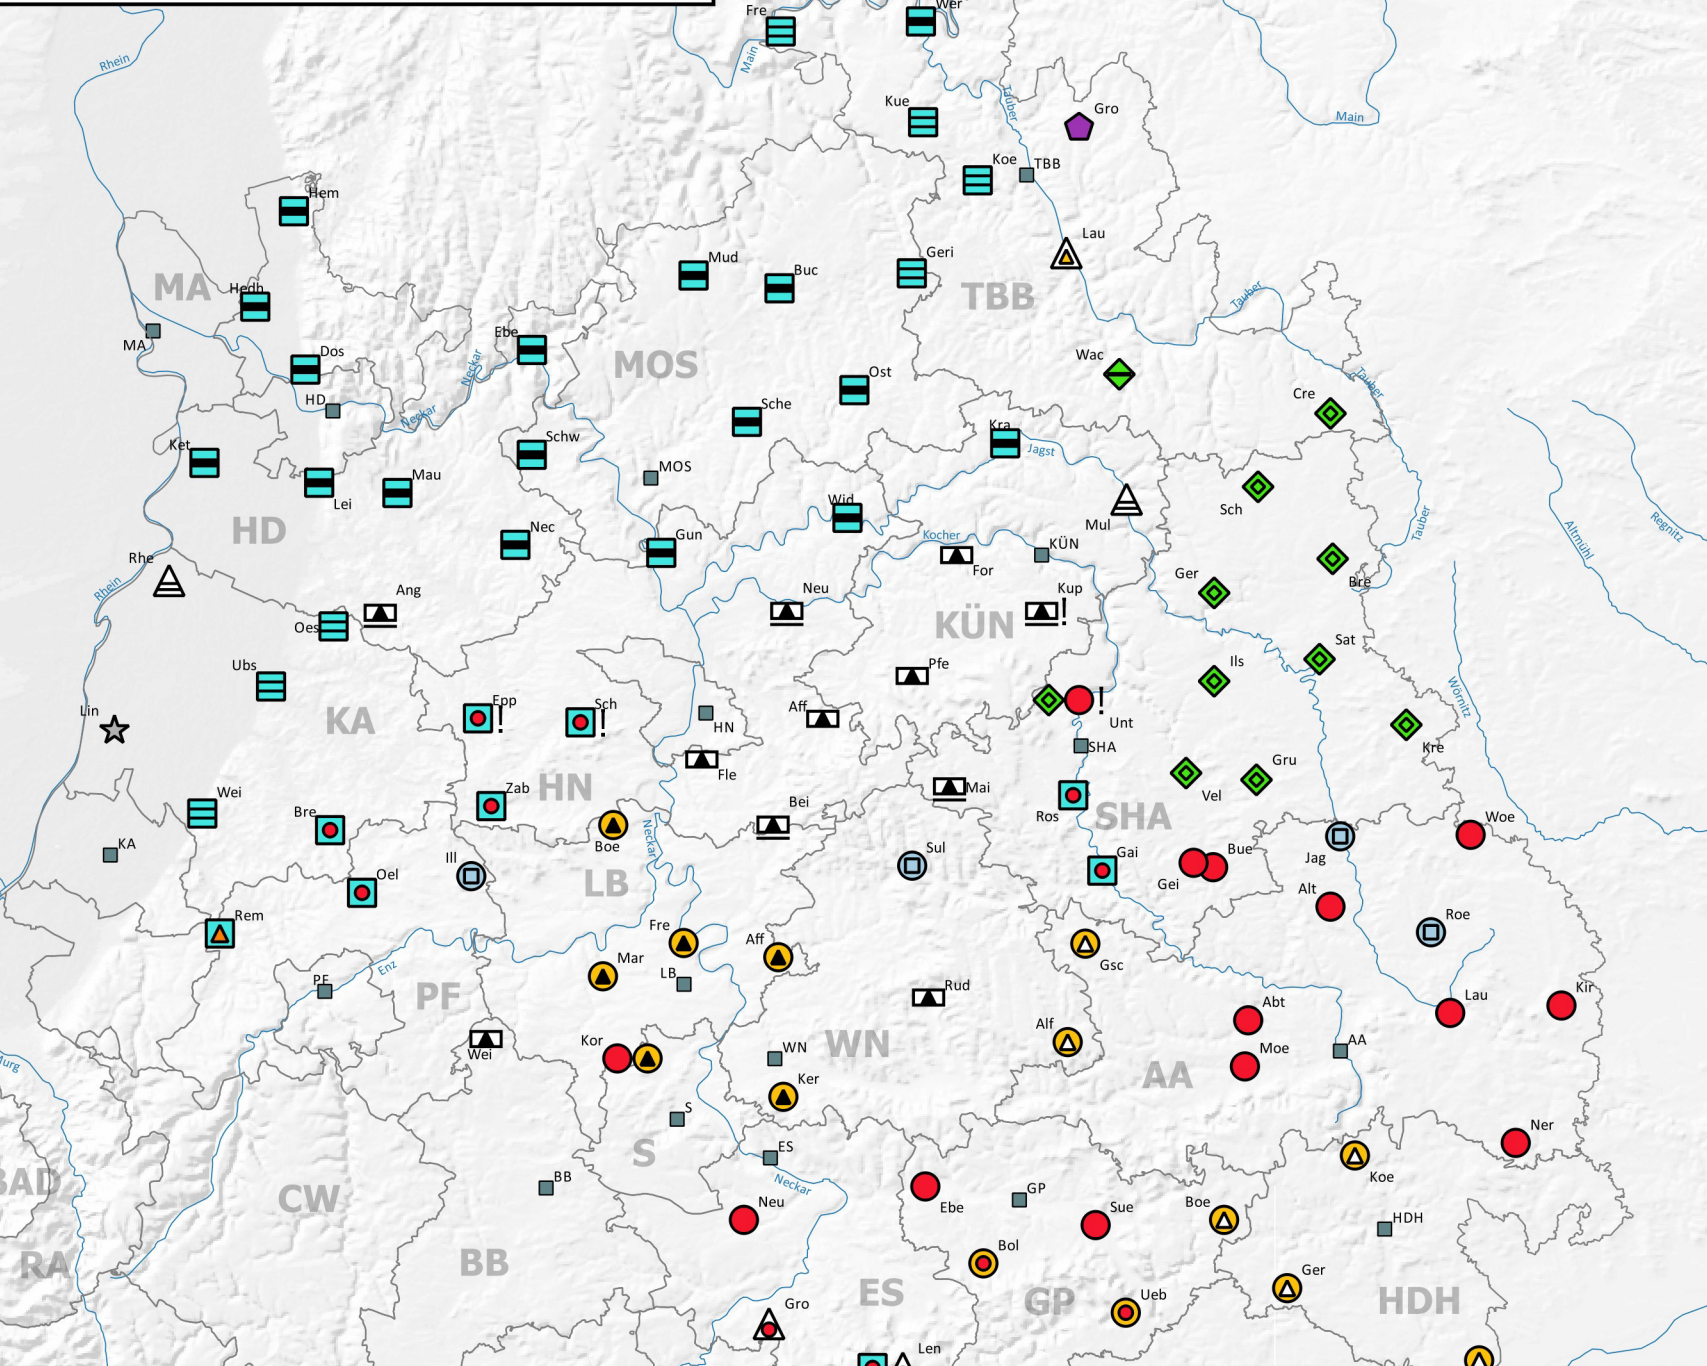 Fre
Wer
Rhein
Main
Tauber
Kue
Gro
Main
Koe
TBB
Hem
Lau
Mud
Buc
Geri
MA
Hedh
TBB
Tauber
MA
Ebe
Dos
MOS
Wac
Neckar
Ost
Tauber
HD
Cre
Neckar
Sche
Ket
Schw
Kra
Jagst
MOS
Mau
Lei
Wid
Sch
Mul
HD
Nec
Gun
Kocher
KÜN
Tauber
Altmühl
Regnitz
Rhe
For
Ger
Bre
Rhein
Ang
Neu
Kup
!
Oes
KÜN
Sat
Ubs
Pfe
Ils
Wörnitz
Lin
KA
Epp
!
Sch
!
HN
Aff
!
Unt
Kre
SHA
Fle
Gru
HN
Zab
Mai
Vel
Wei
Bre
Bei
Ros
SHA
Woe
Boe
Neckar
KA
Ill
Sul
Gai
Bue
Jag
Oel
LB
Gei
Alt
Rem
Fre
Aff
Roe
Enz
Mar
LB
Gsc
PF
PF
Rud
Abt
Lau
Kir
Wei
Kor
WN
WN
Alf
AA
Moe
AA
Murg
Ker
S
Ner
S
ES
Koe
BAD
CW
BB
Neckar
GP
Neu
Ebe
Sue
Boe
HDH
RA
BB
Bol
Ger
ES
GP
Ueb
HDH
Gro
Len